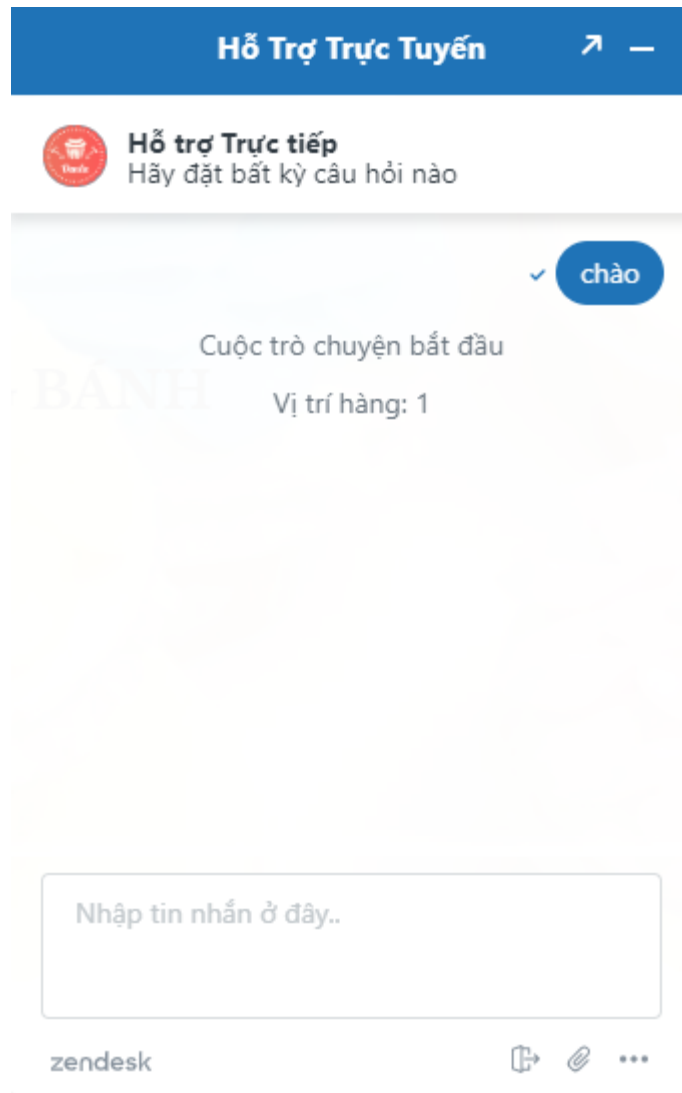 Hỗ Trợ Trực Tuyến
Hỗ trợ Trực tiếp
Hãy đặt bất kỳ câu hỏi nào
chào
Cuộc trò chuyện bắt đầu
BÁNH
Vị trí hàng: 1
Nhập tin nhắn ở đây..
zendesk